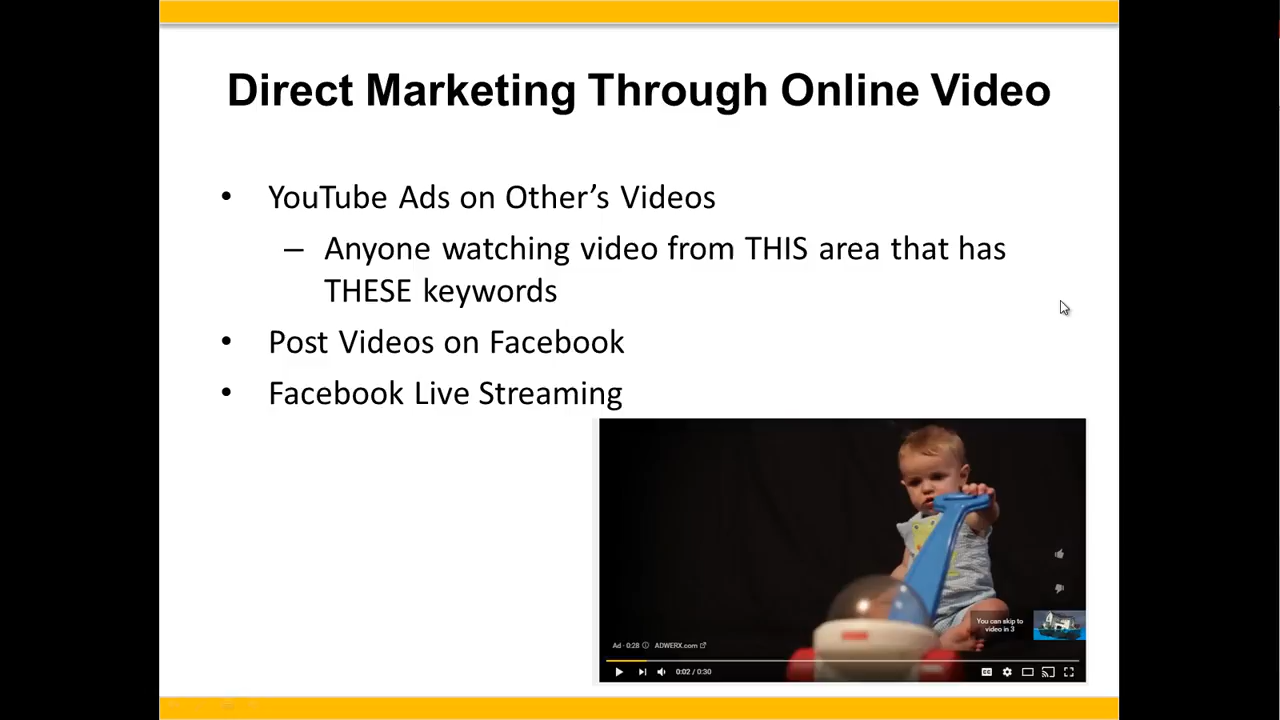 Direct Marketing Through Online Video
• YouTube Ads on Other’s Videos
– Anyone watching video from THIS area that has
THESE keywords
• Post Videos on Facebook
• Facebook Live Streaming
You can skip to
video in 3
Ad · 0:28 ADWERX.com
0:02 / 0:30
CC